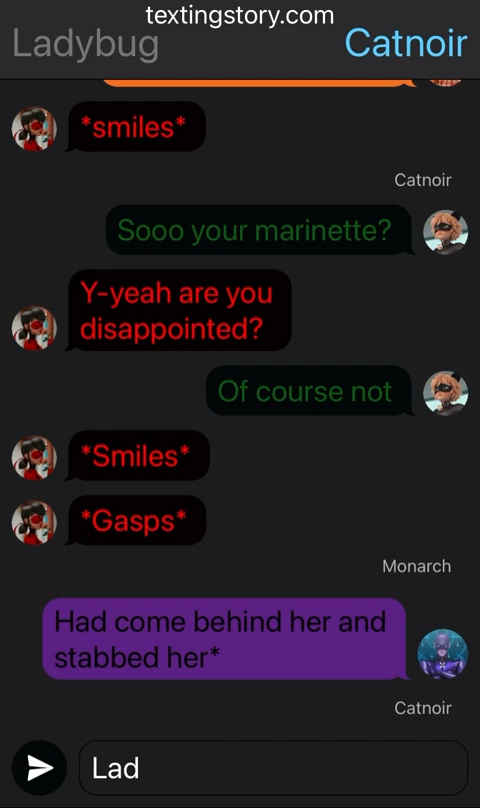 textingstory.com
Ladybug
Catnoir
*smiles*
Catnoir
Sooo your marinette?
Y-yeah are you
disappointed?
Of course not
*Smiles*
*Gasps*
Monarch
Had come behind her and
stabbed her*
Catnoir
Lad